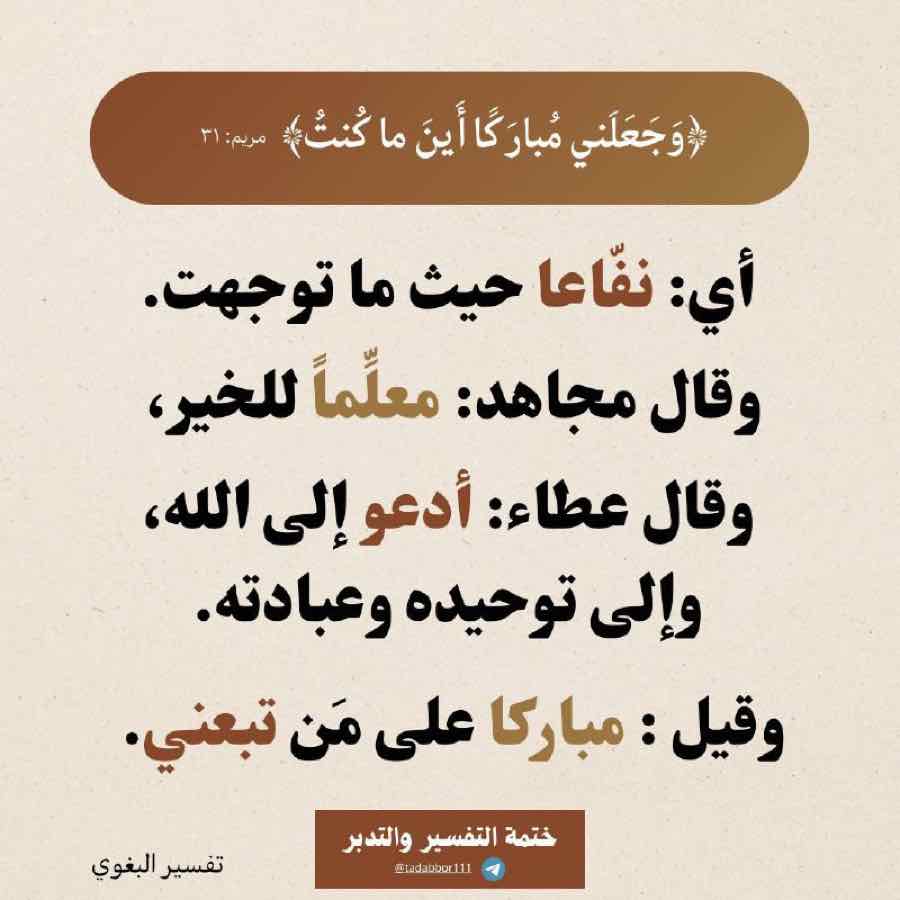 ﴿وَجَعَلَني مُبارَكًا أَينَ ما كُنتُ﴾ مريم: ٣١
أي: نفّاعا حيث ما توجهت.
وقال مجاهد: معلِّماً للخير،
وقال عطاء: أدعو إلى الله،
وإلى توحيده وعبادته.
وقيل : مباركا على مَن تبعني.
ختمة التفسير والتدبر
@tadabbor111
تفسير البغوي